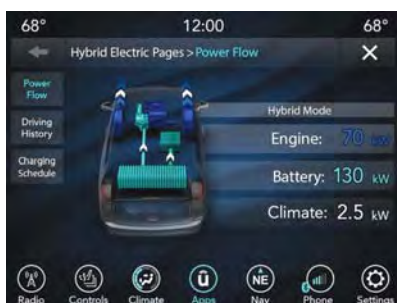 68° 12:00 68°
Hybrid Electric Pages > Power Flow X
Power
Flow
Driving
History
Charging
Schedule
Hybrid Mode
Engine: 70 kW
Battery: 130 kW
Climate: 2.5 kW
û NE
Radio Controls Climate Apps Nav Phone Settings